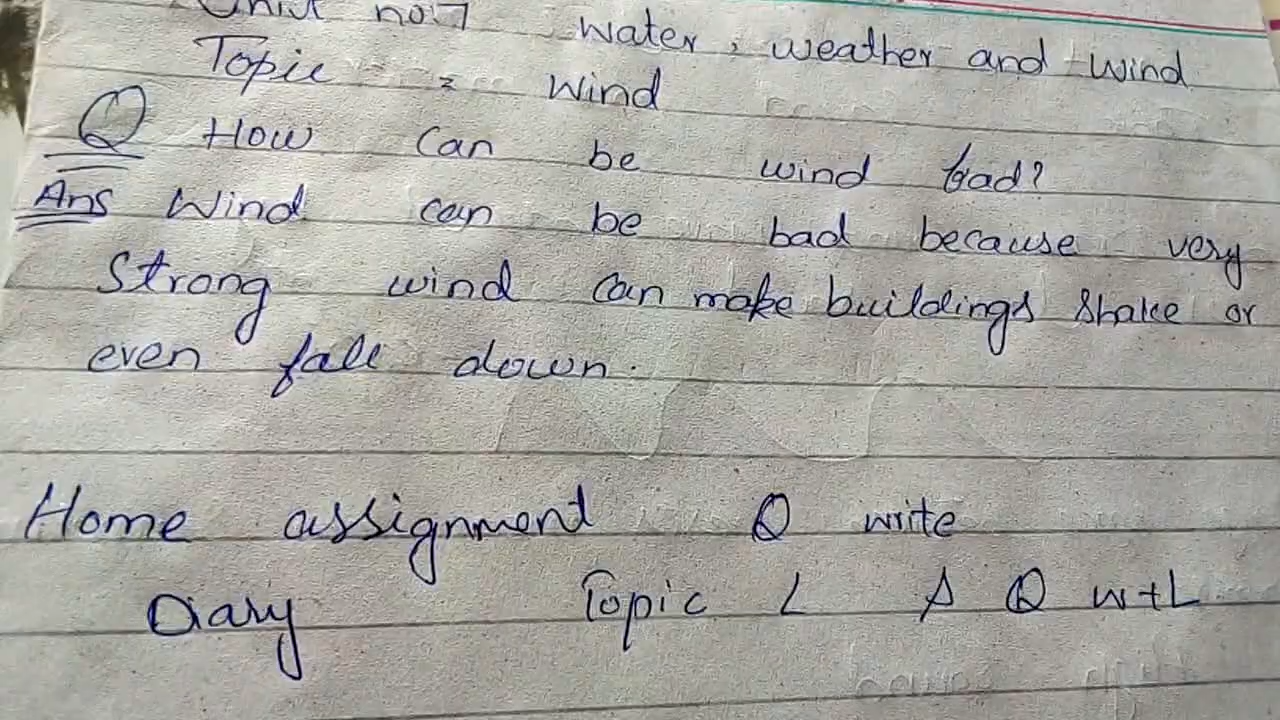 Unit no:7 Water, weather and wind
Topic = Wind
Q How can be wind bad?
Ans Wind can be bad because very
Strong wind can make buildings shake or
even fall down.
Home assignment Q write
Diary Topic L A Q W+L